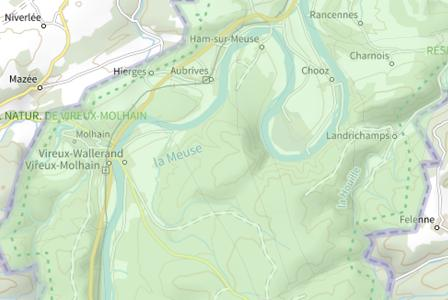 Rancennes
Niverlée
Ham-sur-Meuse
Charnois
RÉS
Mazée
Hierges
Aubrives
Chooz
NATUR. DE VIREUX-MOLHAIN
Molhain
Landrichamps
Vireux-Wallerand
la Meuse
Vireux-Molhain
la Houille
Felenne